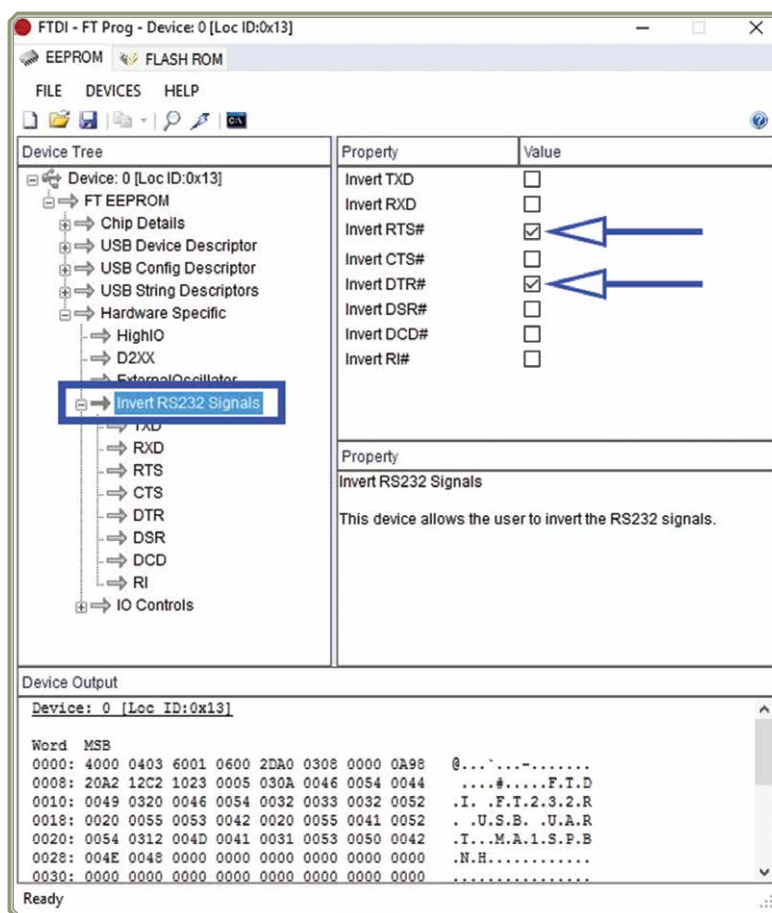 FTDI - FT Prog - Device: 0 [Loc ID:0x13]
EEPROM FLASH ROM
FILE DEVICES HELP
Device Tree
Device: 0 [Loc ID:0x13]
FT EEPROM
Chip Details
USB Device Descriptor
USB Config Descriptor
USB String Descriptors
Hardware Specific
HighIO
D2XX
ExternalOscillator
Invert RS232 Signals
TXD
RXD
RTS
CTS
DTR
DSR
DCD
RI
IO Controls
Property Value
Invert TXD
Invert RXD
Invert RTS#
Invert CTS#
Invert DTR#
Invert DSR#
Invert DCD#
Invert RI#
Property
Invert RS232 Signals
This device allows the user to invert the RS232 signals.
Device Output
Device: 0 [Loc ID:0x13]
Word MSB
0000: 4000 0403 6001 0600 2DA0 0308 0000 0A98 @...`...-.......
0008: 20A2 12C2 1023 0005 030A 0046 0054 0044 ....#.....F.T.D
0010: 0049 0320 0046 0054 0032 0033 0032 0052 .I. .F.T.2.3.2.R
0018: 0020 0055 0053 0042 0020 0055 0041 0052 . .U.S.B. .U.A.R
0020: 0054 0312 004D 0041 0031 0053 0050 0042 .T...M.A.1.S.P.B
0028: 004E 0048 0000 0000 0000 0000 0000 0000 .N.H............
0030: 0000 0000 0000 0000 0000 0000 0000 0000 ................
Ready